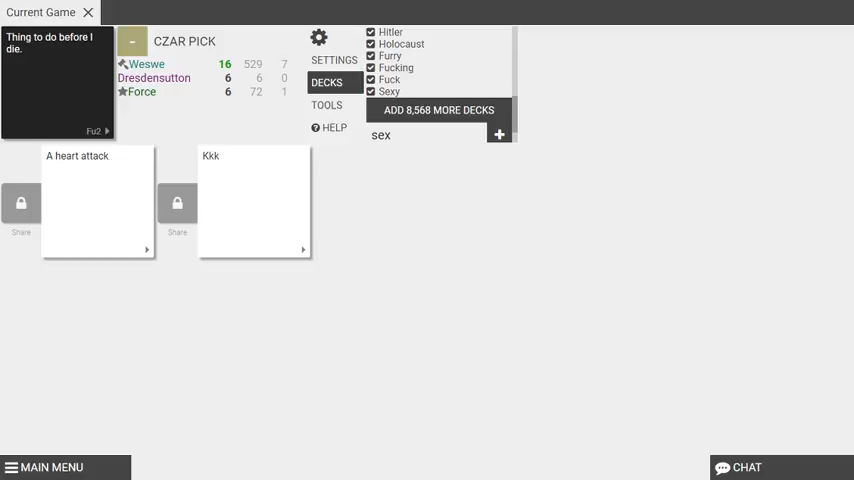 Current Game
Thing to do before I
die.
Fu2
-
CZAR PICK
Weswe 16 529 7
Dresdensutton 6 6 0
Force 6 72 1
SETTINGS
DECKS
TOOLS
HELP
Hitler
Holocaust
Furry
Fucking
Fuck
Sexy
ADD 8,568 MORE DECKS
sex
A heart attack
Share
Kkk
Share
MAIN MENU
CHAT